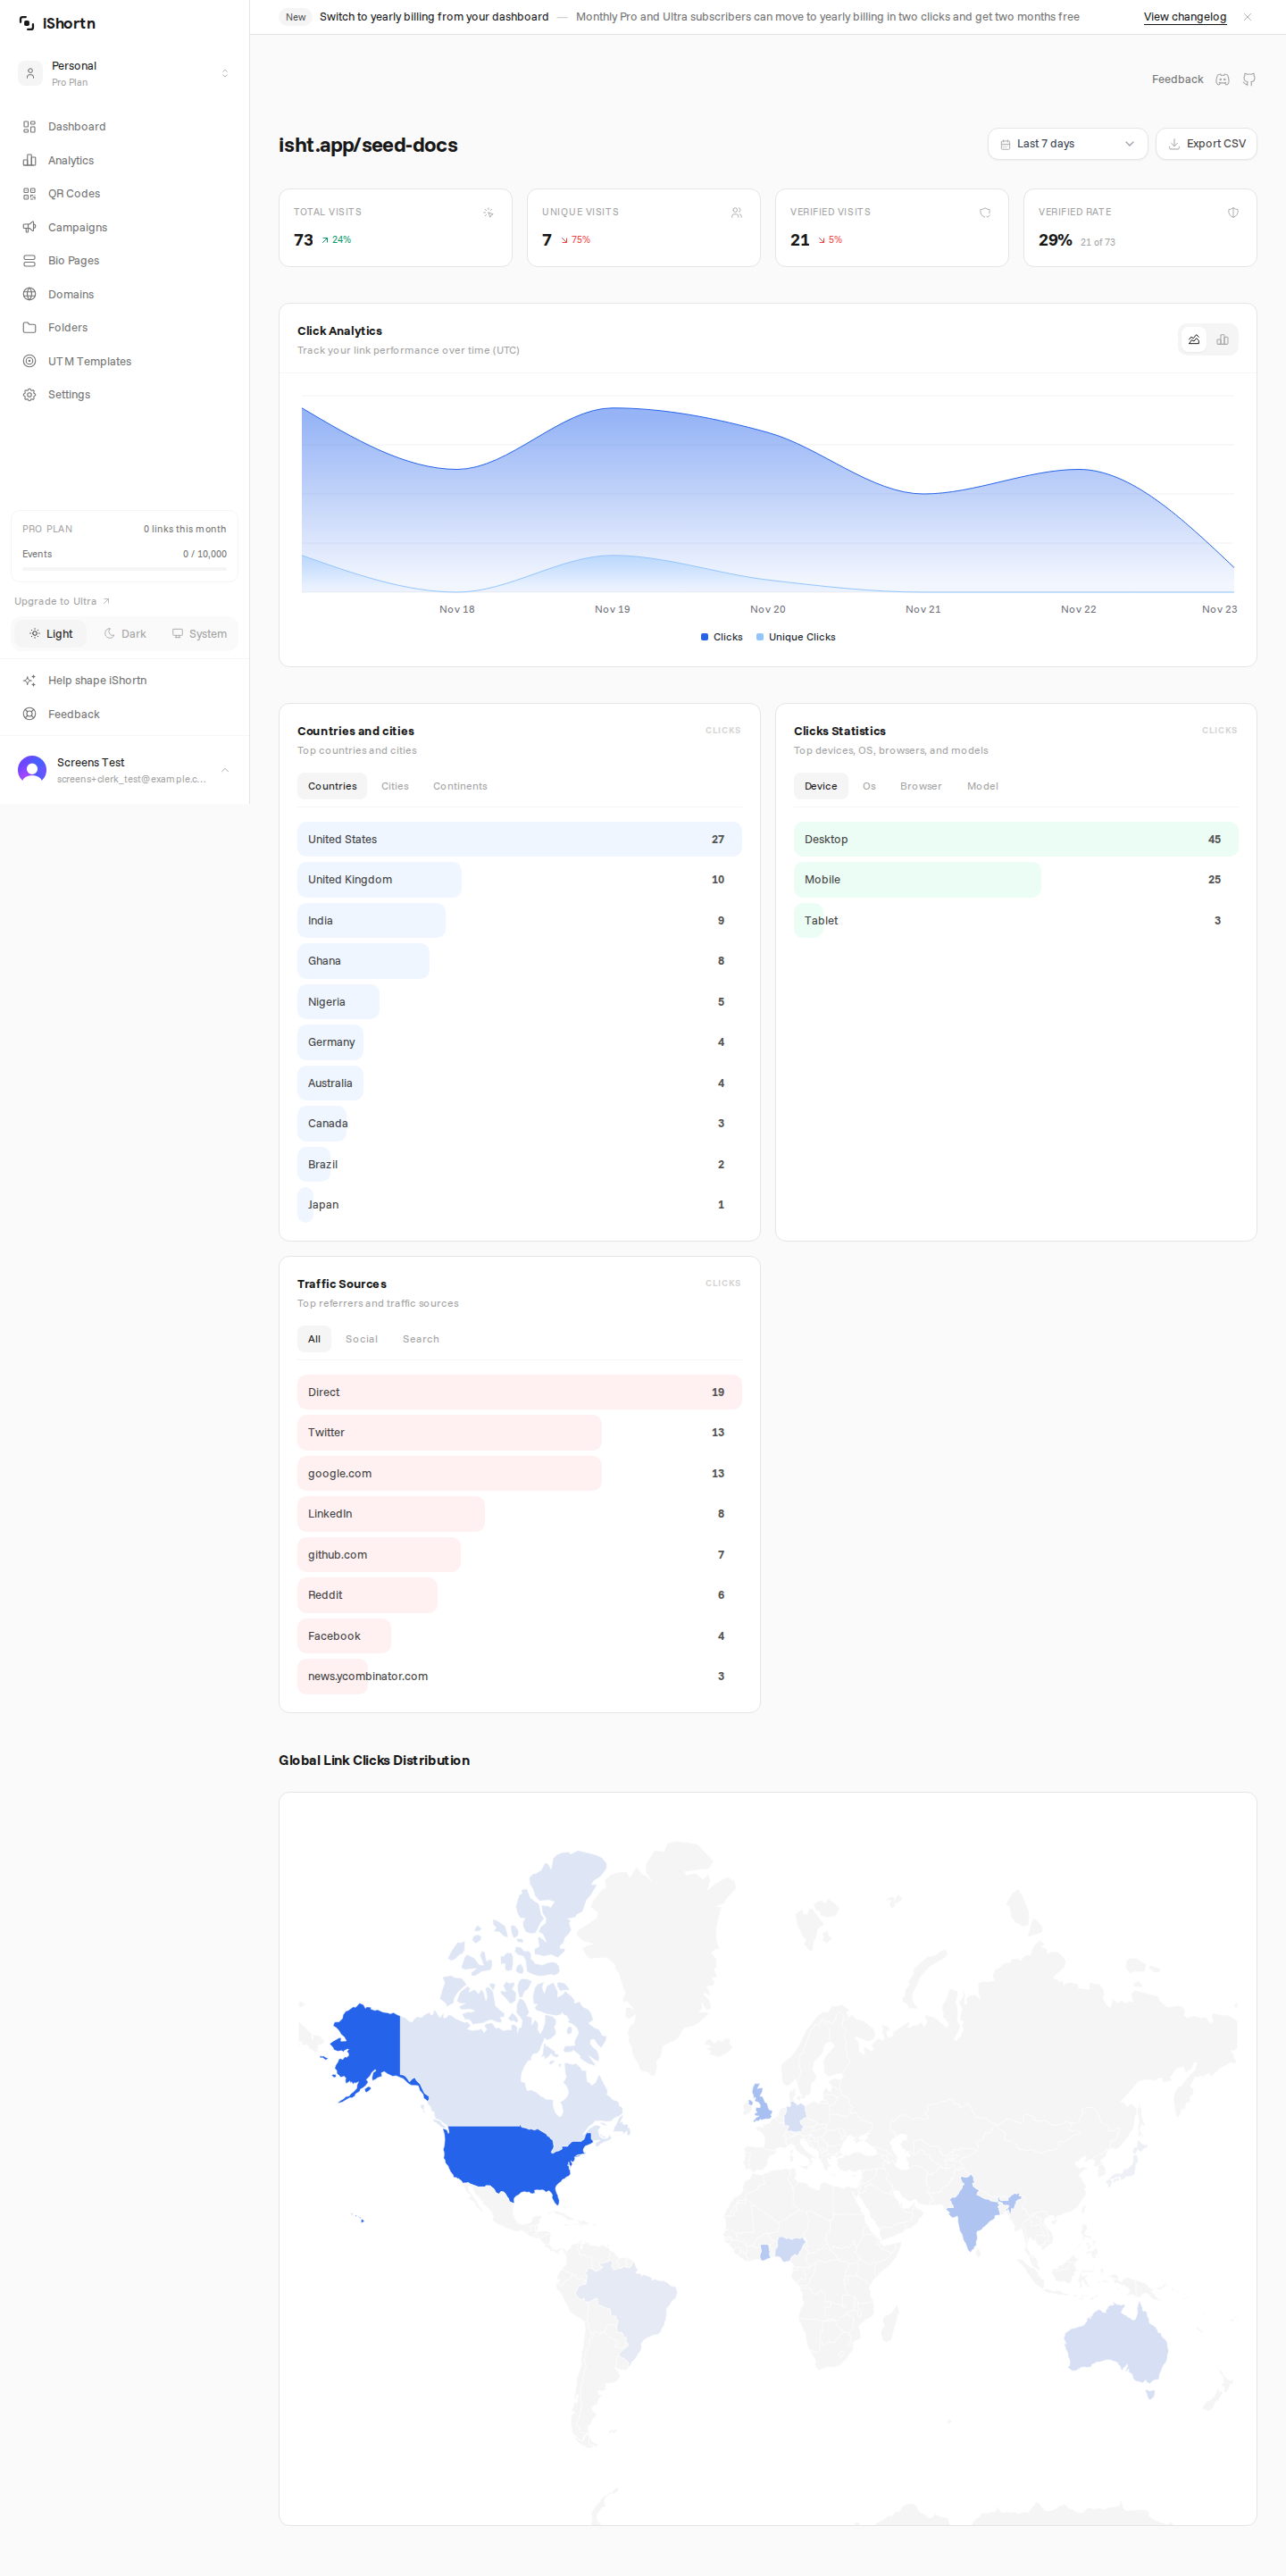 iShortn
New Switch to yearly billing from your dashboard — Monthly Pro and Ultra subscribers can move to yearly billing in two clicks and get two months free View changelog
Personal
Pro Plan
Dashboard
Analytics
QR Codes
Campaigns
Bio Pages
Domains
Folders
UTM Templates
Settings
PRO PLAN 0 links this month
Events 0 / 10,000
Upgrade to Ultra
Light Dark System
Help shape iShortn
Feedback
Screens Test
screens+clerk_test@example.c...
Feedback
isht.app/seed-docs
Last 7 days
Export CSV
TOTAL VISITS
73 24%
UNIQUE VISITS
7 75%
VERIFIED VISITS
21 5%
VERIFIED RATE
29% 21 of 73
Click Analytics
Track your link performance over time (UTC)
Nov 18 Nov 19 Nov 20 Nov 21 Nov 22 Nov 23
Clicks Unique Clicks
Countries and cities CLICKS
Top countries and cities
Countries Cities Continents
United States 27
United Kingdom 10
India 9
Ghana 8
Nigeria 5
Germany 4
Australia 4
Canada 3
Brazil 2
Japan 1
Clicks Statistics CLICKS
Top devices, OS, browsers, and models
Device Os Browser Model
Desktop 45
Mobile 25
Tablet 3
Traffic Sources CLICKS
Top referrers and traffic sources
All Social Search
Direct 19
Twitter 13
google.com 13
LinkedIn 8
github.com 7
Reddit 6
Facebook 4
news.ycombinator.com 3
Global Link Clicks Distribution